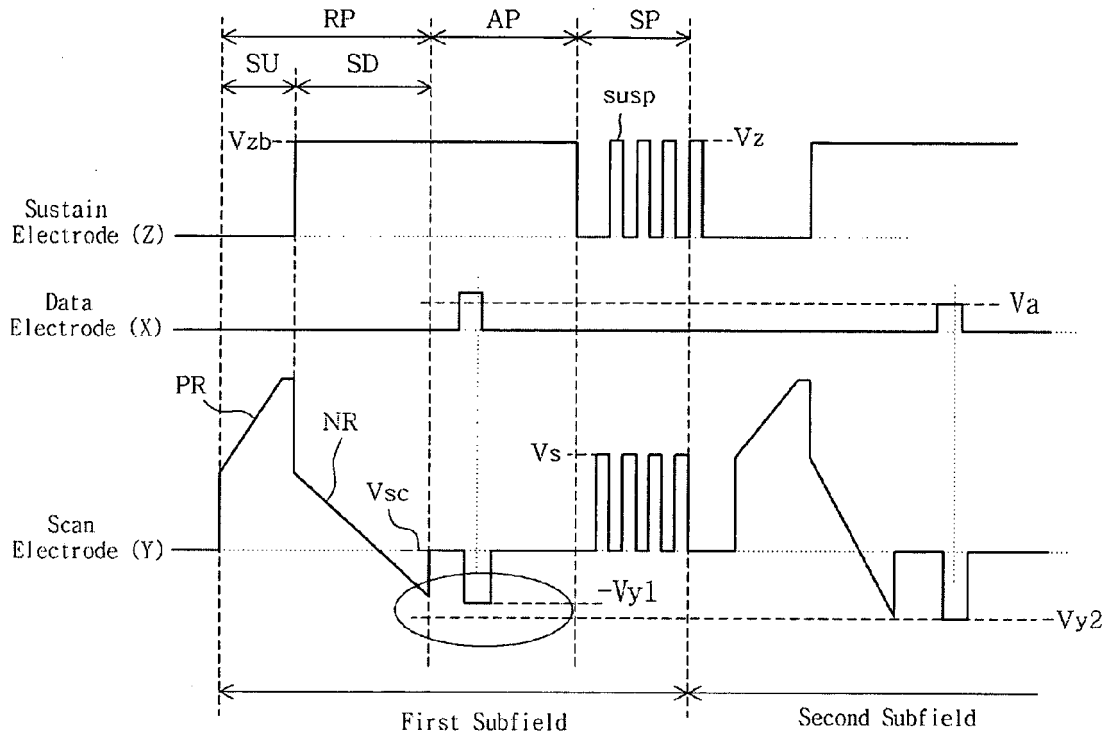 RP AP SP
SU SD
susp
Vzb Vz
Sustain
Electrode (Z)
Data
Electrode (X)
Va
PR
NR
Vs
Vsc
Scan
Electrode (Y)
-Vy1
Vy2
First Subfield Second Subfield